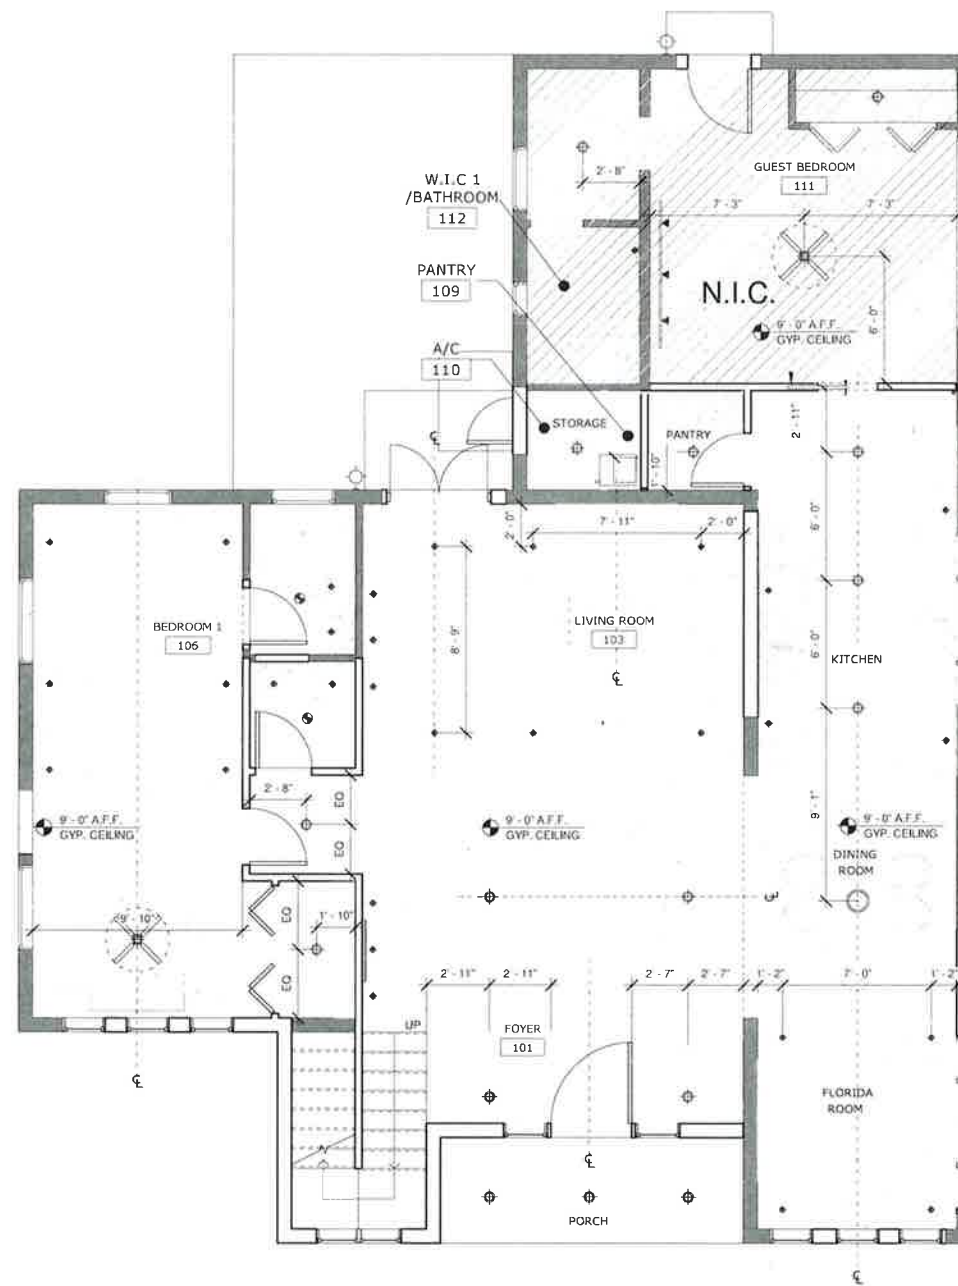 GUEST BEDROOM
111
2' - 8"
W.I.C 1
/BATHROOM
112
7' - 3"
7' - 3"
PANTRY
109
N.I.C.
6' - 0"
9' - 0" A.F.F.
GYP. CEILING
A/C
110
STORAGE
PANTRY
1' - 10"
2' - 11"
2' - 0"
7' - 11"
2' - 0"
6' - 0"
8' - 9"
BEDROOM 1
106
LIVING ROOM
103
6' - 0"
KITCHEN
2' - 8"
EQ
EQ
9' - 1"
9' - 0" A.F.F.
GYP. CEILING
9' - 0" A.F.F.
GYP. CEILING
9' - 0" A.F.F.
GYP. CEILING
DINING
ROOM
9' - 10"
EQ
EQ
1' - 10"
2' - 11"
2' - 11"
2' - 7"
2' - 7"
1' - 2"
7' - 0"
1' - 2"
UP
FOYER
101
FLORIDA
ROOM
PORCH